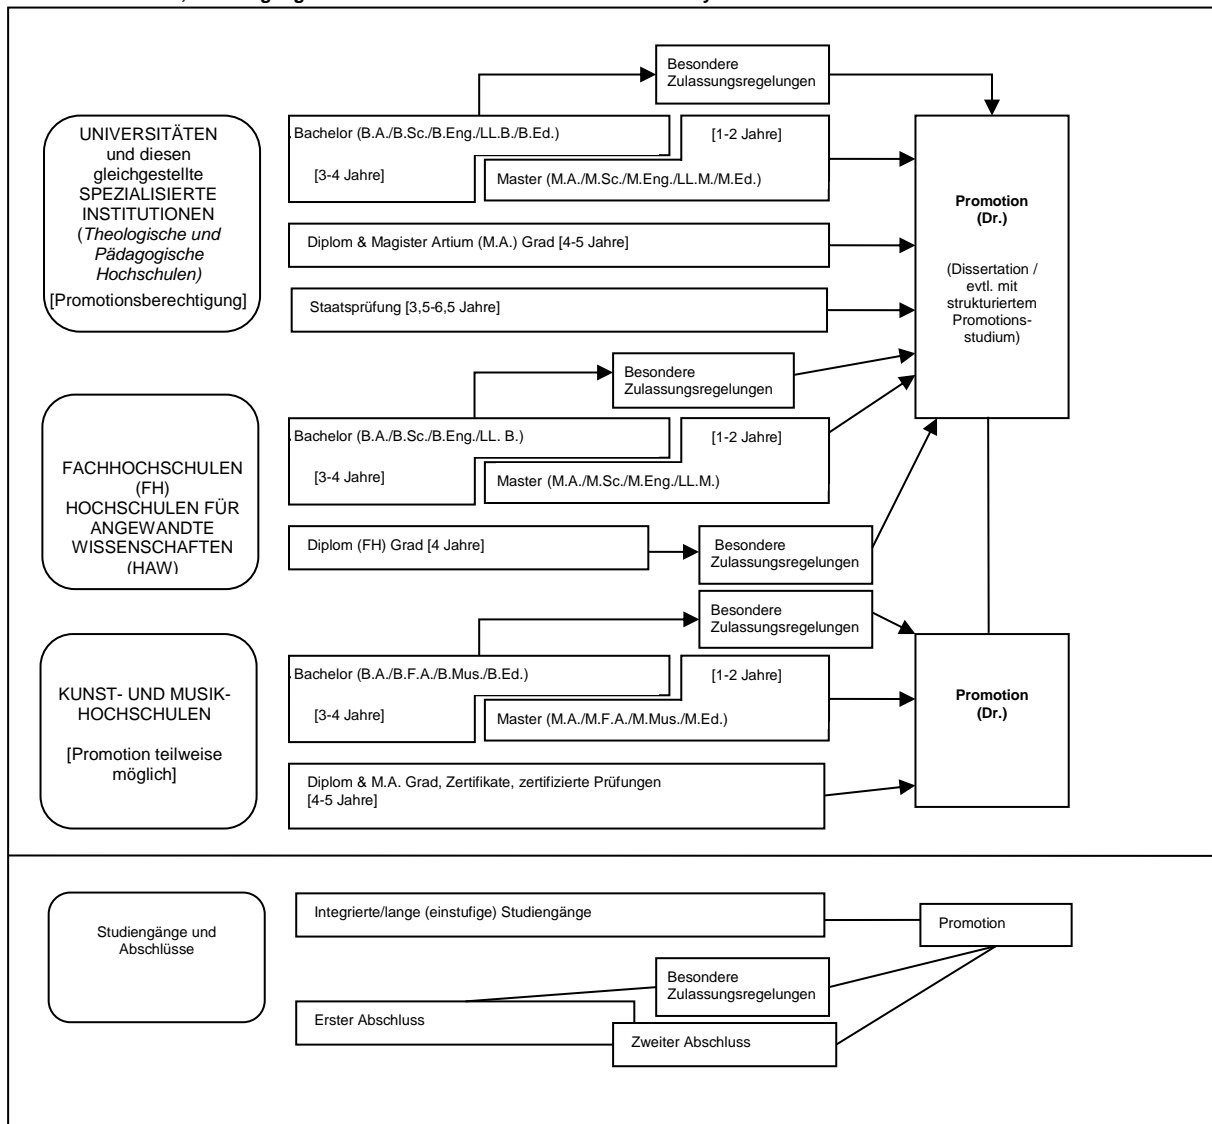 Besondere
Zulassungsregelungen
UNIVERSITÄTEN
und diesen
gleichgestellte
SPEZIALISIERTE
INSTITUTIONEN
(Theologische und
Pädagogische
Hochschulen)
[Promotionsberechtigung]
Bachelor (B.A./B.Sc./B.Eng./LL.B./B.Ed.)
[3-4 Jahre]
[1-2 Jahre]
Master (M.A./M.Sc./M.Eng./LL.M./M.Ed.)
Diplom & Magister Artium (M.A.) Grad [4-5 Jahre]
Staatsprüfung [3,5-6,5 Jahre]
Promotion
(Dr.)
(Dissertation /
evtl. mit
strukturiertem
Promotions-
studium)
Besondere
Zulassungsregelungen
FACHHOCHSCHULEN
(FH)
HOCHSCHULEN FÜR
ANGEWANDTE
WISSENSCHAFTEN
(HAW)
Bachelor (B.A./B.Sc./B.Eng./LL. B.)
[3-4 Jahre]
[1-2 Jahre]
Master (M.A./M.Sc./M.Eng./LL.M.)
Diplom (FH) Grad [4 Jahre]
Besondere
Zulassungsregelungen
Besondere
Zulassungsregelungen
KUNST- UND MUSIK-
HOCHSCHULEN
[Promotion teilweise
möglich]
Bachelor (B.A./B.F.A./B.Mus./B.Ed.)
[3-4 Jahre]
[1-2 Jahre]
Master (M.A./M.F.A./M.Mus./M.Ed.)
Diplom & M.A. Grad, Zertifikate, zertifizierte Prüfungen
[4-5 Jahre]
Promotion
(Dr.)
Studiengänge und
Abschlüsse
Integrierte/lange (einstufige) Studiengänge
Promotion
Besondere
Zulassungsregelungen
Erster Abschluss
Zweiter Abschluss